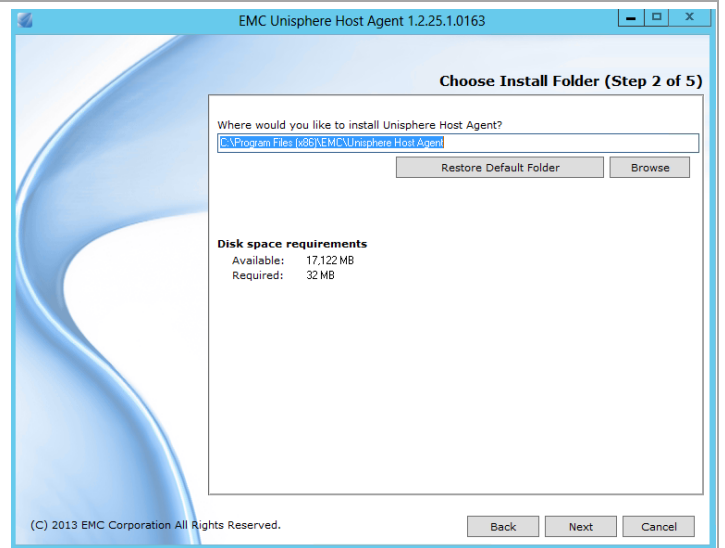 EMC Unisphere Host Agent 1.2.25.1.0163
Choose Install Folder (Step 2 of 5)
Where would you like to install Unisphere Host Agent?
C:\Program Files (x86)\EMC\Unisphere Host Agent
Restore Default Folder Browse
Disk space requirements
Available: 17,122 MB
Required: 32 MB
(C) 2013 EMC Corporation All Rights Reserved.
Back Next Cancel